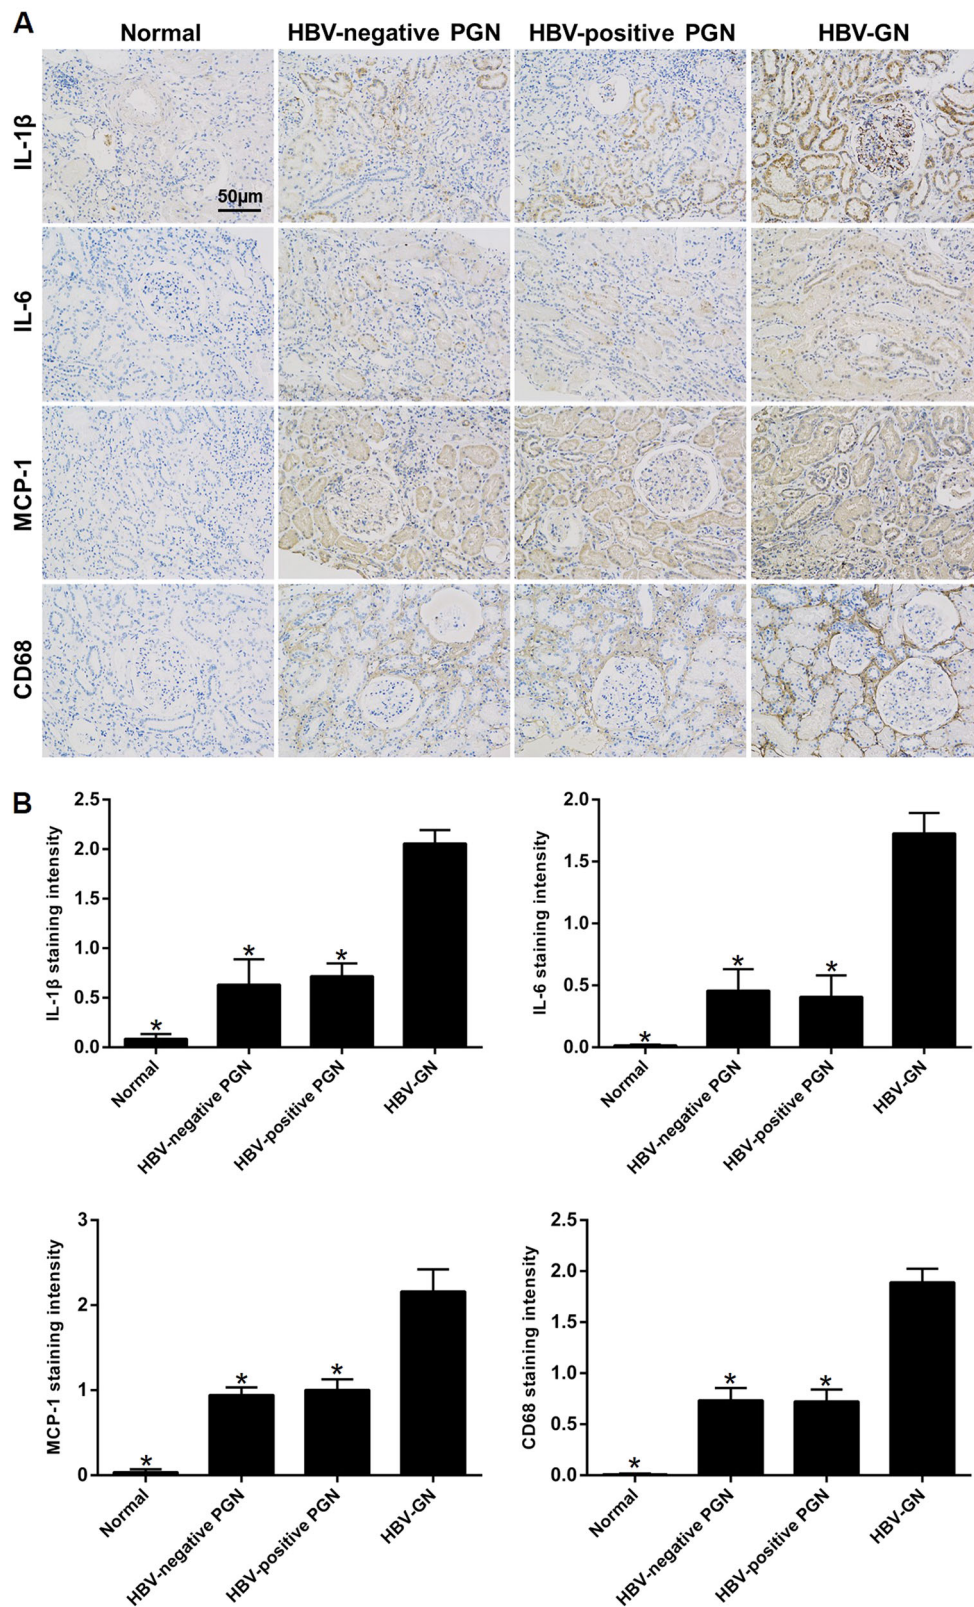 A
Normal HBV-negative PGN HBV-positive PGN HBV-GN
IL-1β
50μm
IL-6
MCP-1
CD68
B
2.5
2.0
1.5
1.0
0.5
0.0
IL-1β staining intensity
*
*
*
Normal
HBV-negative PGN
HBV-positive PGN
HBV-GN
2.0
1.5
1.0
0.5
0.0
IL-6 staining intensity
*
*
*
Normal
HBV-negative PGN
HBV-positive PGN
HBV-GN
3
2
1
0
MCP-1 staining intensity
*
*
*
Normal
HBV-negative PGN
HBV-positive PGN
HBV-GN
2.5
2.0
1.5
1.0
0.5
0.0
CD68 staining intensity
*
*
*
Normal
HBV-negative PGN
HBV-positive PGN
HBV-GN